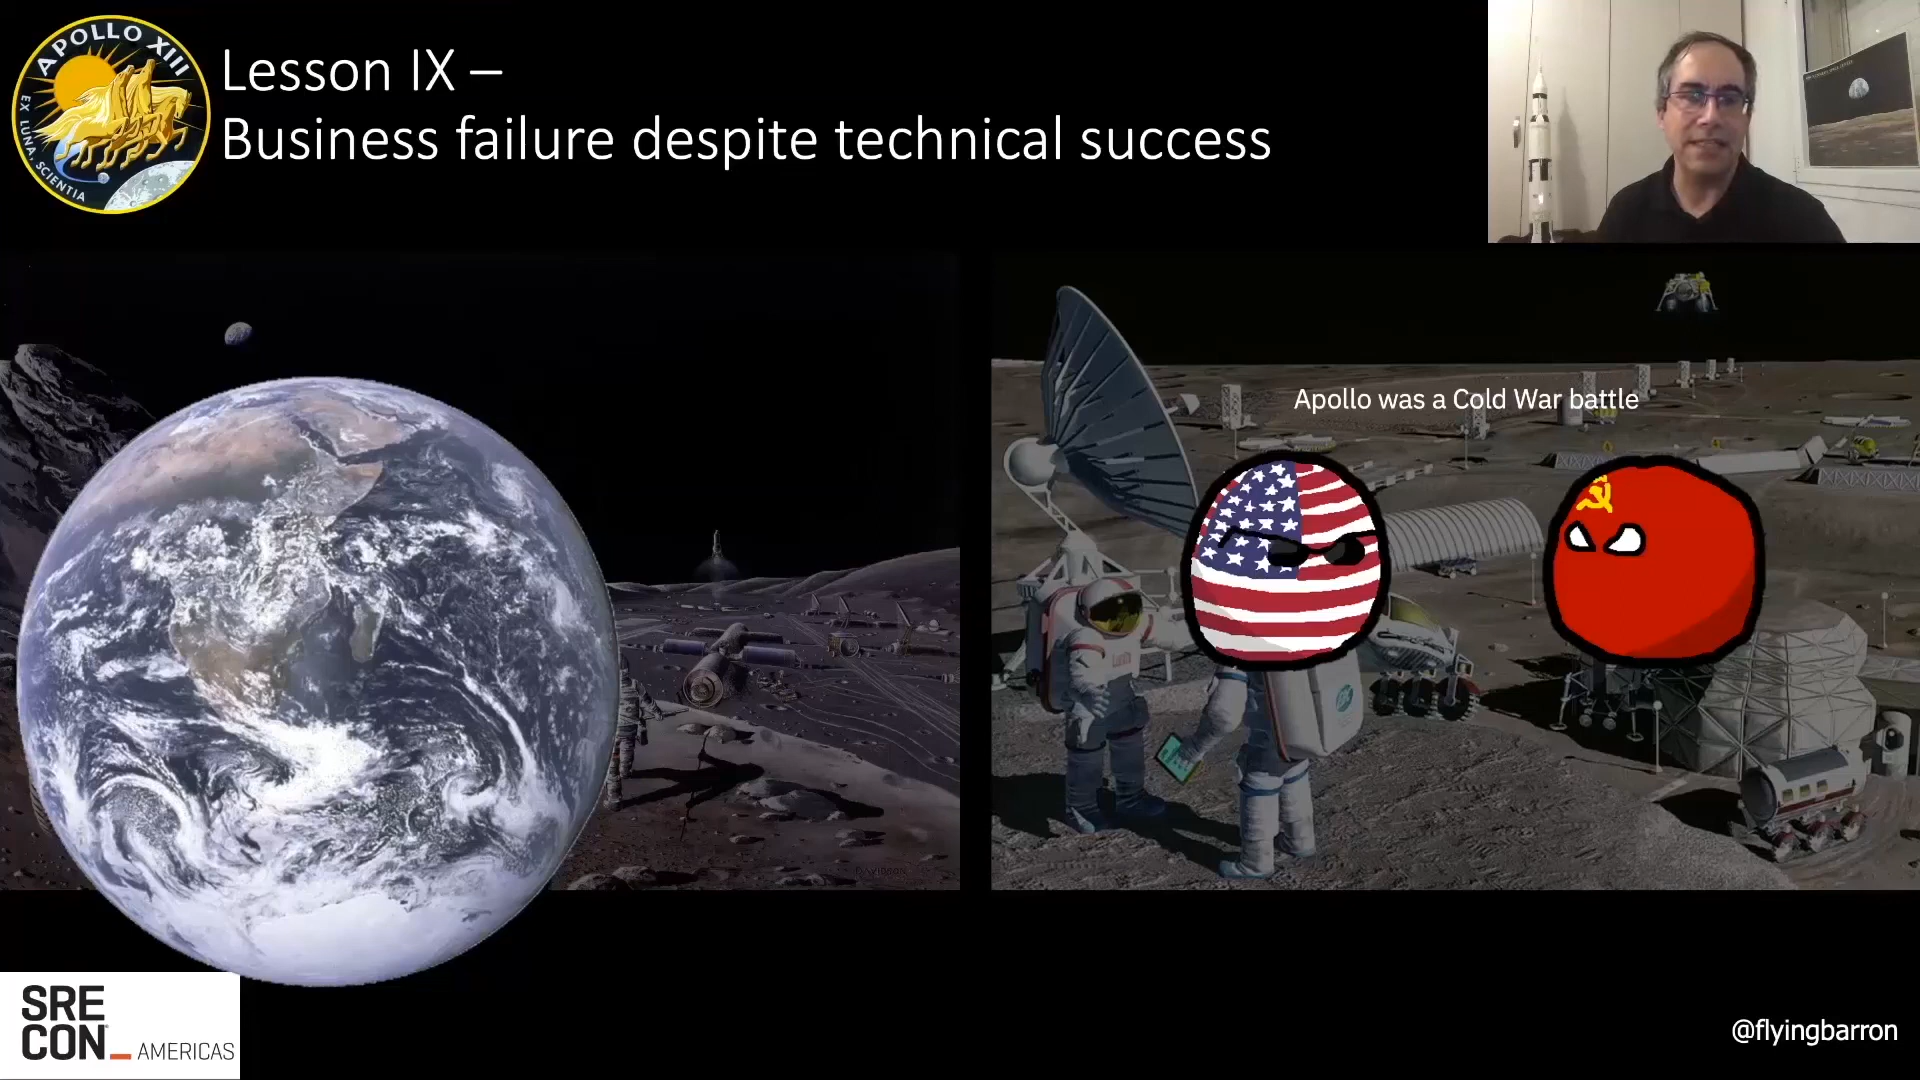 APOLLO XIII
EX LUNA, SCIENTIA
Lesson IX –
Business failure despite technical success
Apollo was a Cold War battle
SRE
CON
AMERICAS
@flyingbarron